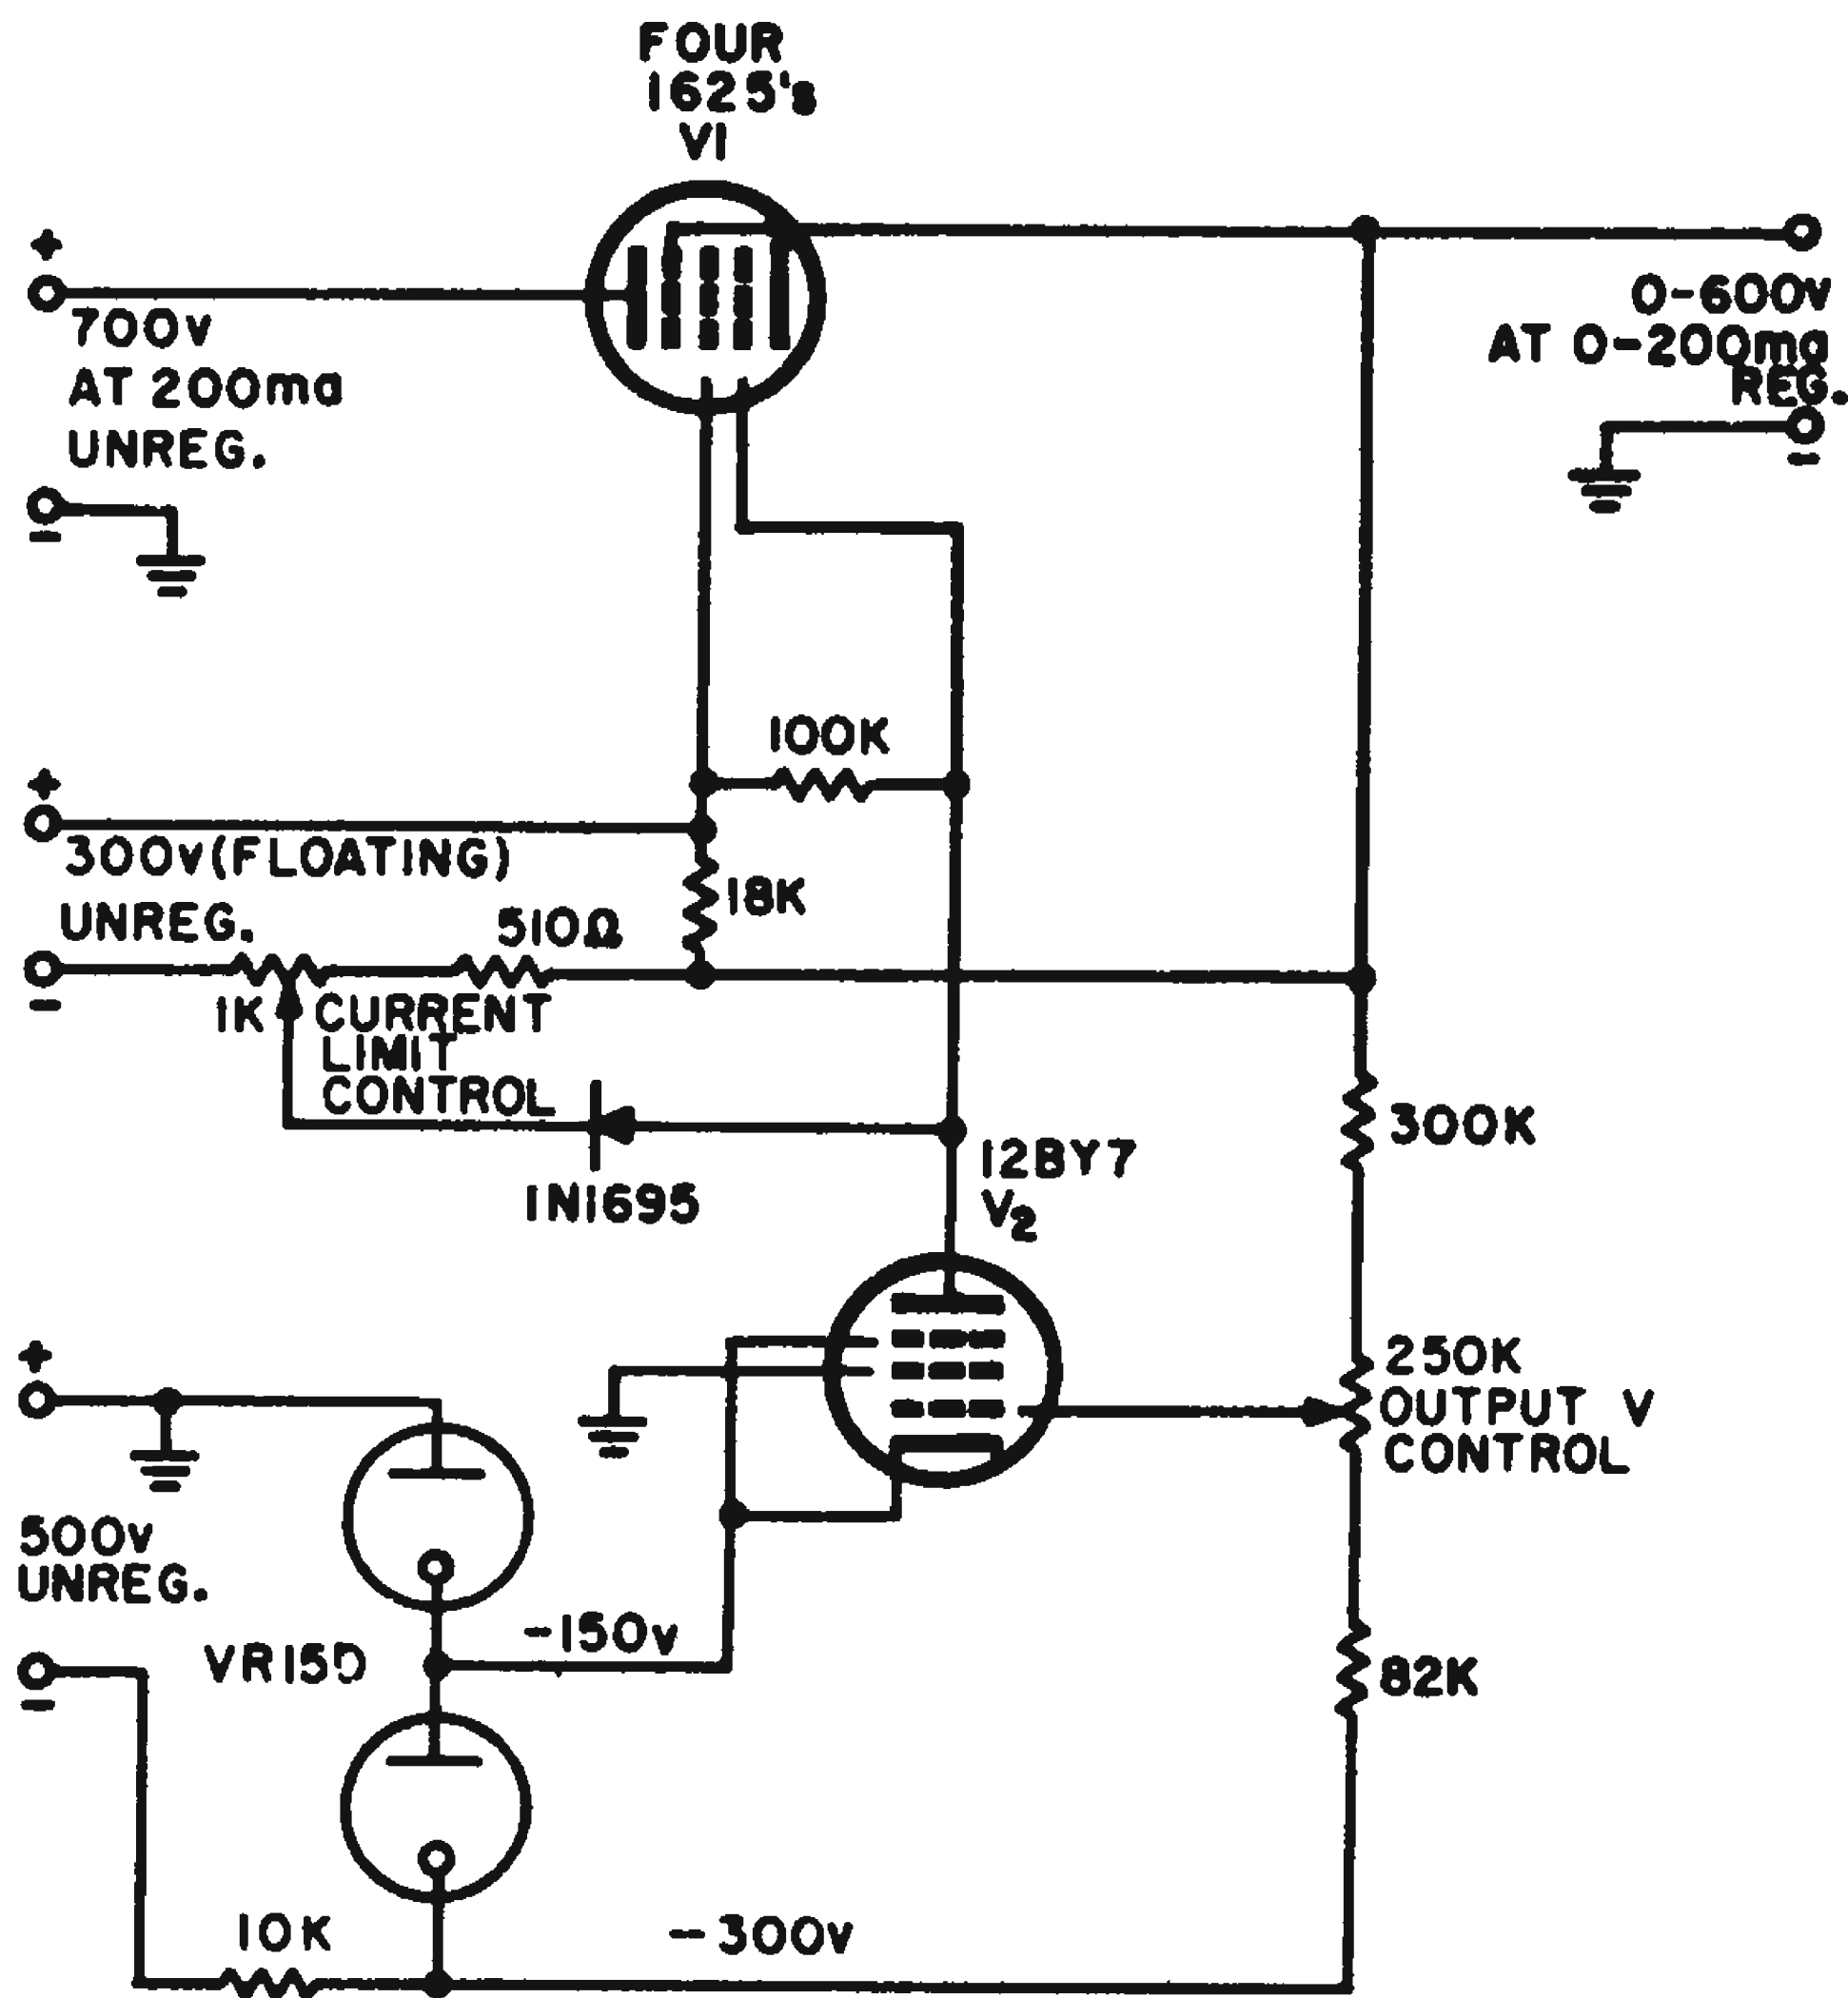 FOUR
1625's
V1
+
700V
AT 200ma
UNREG.
-
0-600V
AT 0-200ma
REG.
-
100K
+
300V(FLOATING)
UNREG.
-
18K
510Ω
1K
CURRENT
LIMIT
CONTROL
1N1695
12BY7
V2
300K
250K
OUTPUT V
CONTROL
+
500V
UNREG.
-
VR150
-150V
82K
10K
-300V